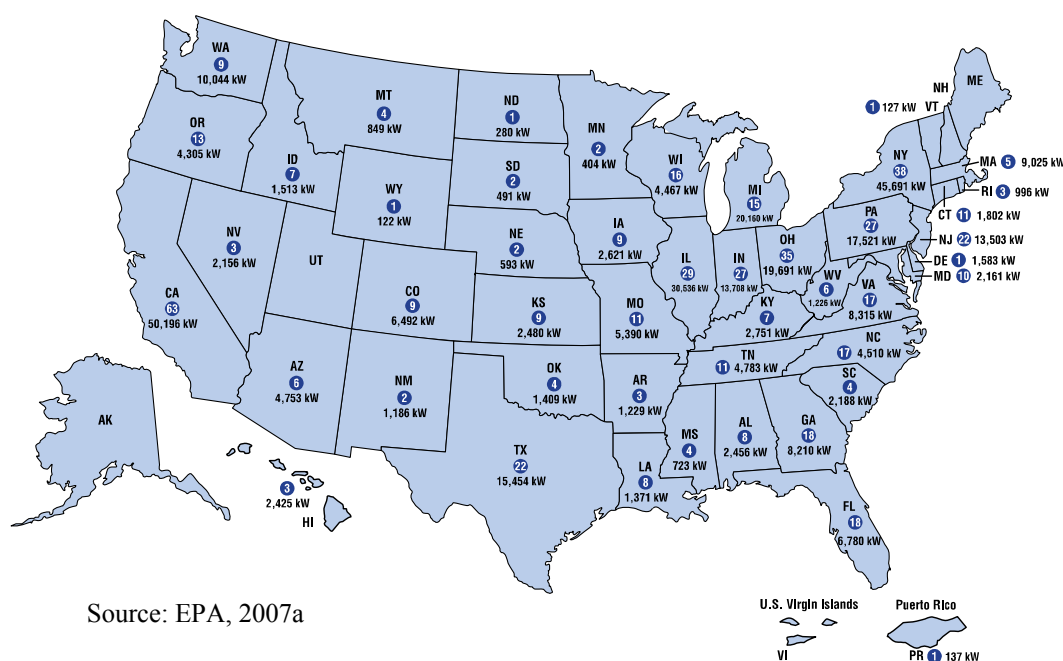 WA
9
10,044 kW
OR
13
4,305 kW
ID
7
1,513 kW
MT
4
849 kW
ND
1
280 kW
MN
2
404 kW
SD
2
491 kW
WY
1
122 kW
WI
16
4,467 kW
MI
15
20,160 kW
NH
VT
1 127 kW
ME
NY
38
45,691 kW
MA 5 9,025 kW
RI 3 996 kW
CT 11 1,802 kW
NJ 22 13,503 kW
DE 1 1,583 kW
MD 10 2,161 kW
PA
27
17,521 kW
NV
3
2,156 kW
UT
CA
63
50,196 kW
CO
9
6,492 kW
NE
2
593 kW
IA
9
2,621 kW
IL
29
30,536 kW
IN
27
13,708 kW
OH
35
19,691 kW
WV
6
1,226 kW
VA
17
8,315 kW
KS
9
2,480 kW
MO
11
5,390 kW
KY
7
2,751 kW
NC
17 4,510 kW
TN
11 4,783 kW
SC
4
2,188 kW
AZ
6
4,753 kW
NM
2
1,186 kW
OK
4
1,409 kW
AR
3
1,229 kW
MS
4
723 kW
AL
8
2,456 kW
GA
18
8,210 kW
TX
22
15,454 kW
LA
8
1,371 kW
FL
18
6,780 kW
AK
3
2,425 kW
HI
Source: EPA, 2007a
U.S. Virgin Islands
VI
Puerto Rico
PR 1 137 kW